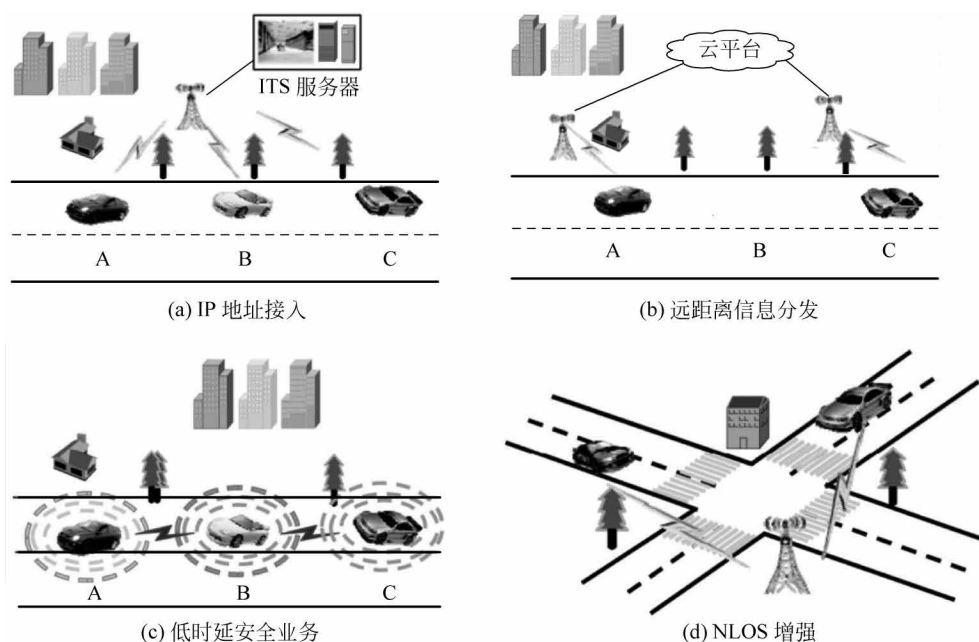 ITS 服务器
A
B
C
(a) IP 地址接入
云平台
A
B
C
(b) 远距离信息分发
A
B
C
(c) 低时延安全业务
(d) NLOS 增强